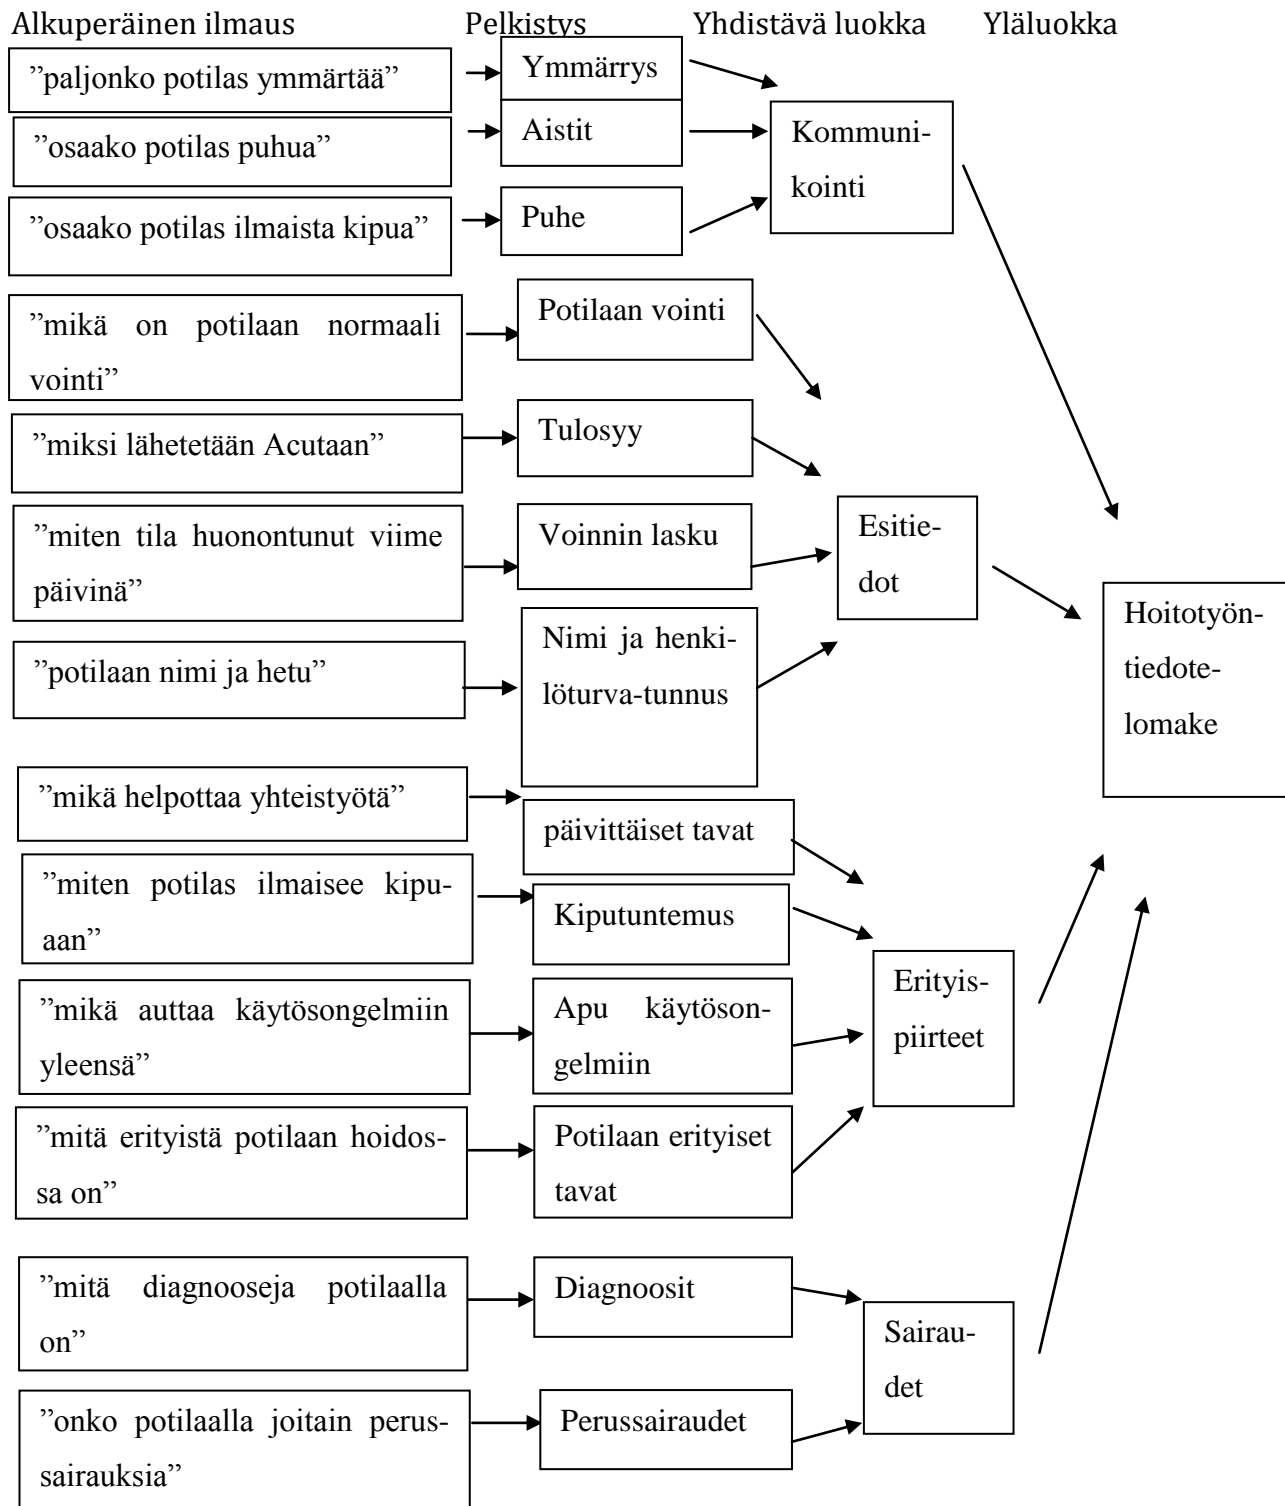 Alkuperäinen ilmaus Pelkistys Yhdistävä luokka Yläluokka
”paljonko potilas ymmärtää”
Ymmärrys
”osaako potilas puhua”
Aistit
”osaako potilas ilmaista kipua”
Puhe
Kommuni-
kointi
”mikä on potilaan normaali
vointi”
Potilaan vointi
”miksi lähetetään Acutaan”
Tulosyy
”miten tila huonontunut viime
päivinä”
Voinnin lasku
”potilaan nimi ja hetu”
Nimi ja henki-
löturva-tunnus
Esitie-
dot
Hoitotyön-
tiedote-
lomake
”mikä helpottaa yhteistyötä”
päivittäiset tavat
”miten potilas ilmaisee kipu-
aan”
Kiputuntemus
”mikä auttaa käytösongelmiin
yleensä”
Apu käytöson-
gelmiin
”mitä erityistä potilaan hoidos-
sa on”
Potilaan erityiset
tavat
Erityis-
piirteet
”mitä diagnooseja potilaalla
on”
Diagnoosit
”onko potilaalla joitain perus-
sairauksia”
Perussairaudet
Sairau-
det